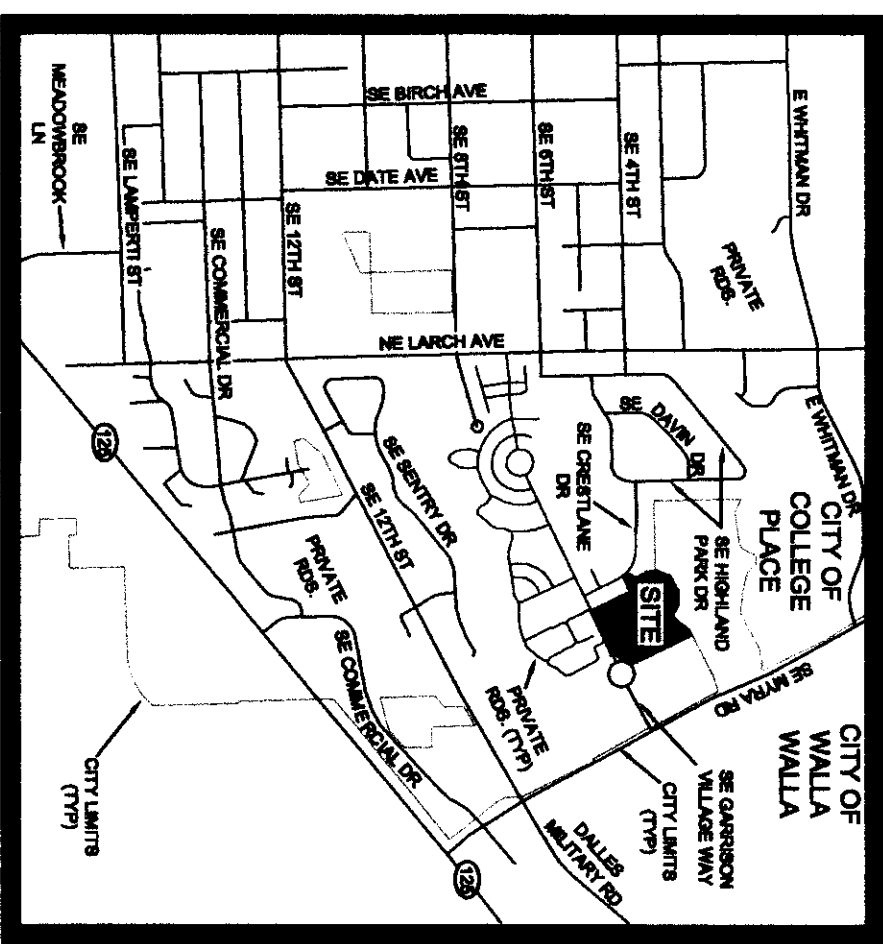 E WHITMAN DR
SE BIRCH AVE
SE 4TH ST
SE 6TH ST
SE 8TH ST
SE DATE AVE
SE
MEADOWBROOK
LN
SE LAMPERTI ST
SE COMMERCIAL DR
SE 12TH ST
PRIVATE
RDS.
NE LARCH AVE
E WHITMAN DR
SE
DAVIN DR
CITY OF
COLLEGE
PLACE
SE CRESTLANE
DR
SE HIGHLAND
PARK DR
SE SENTRY DR
SE 12TH ST
125
PRIVATE
RDS.
SITE
SE MYRA RD
SE COMMERCIAL DR
PRIVATE
RDS. (TYP)
CITY OF
WALLA
WALLA
SE GARRISON
VILLAGE WAY
CITY LIMITS
(TYP)
CITY LIMITS
(TYP)
DALLES
MILITARY RD
125